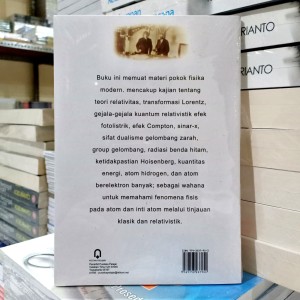 RIANTO
RIANTO
Buku ini memuat materi pokok fisika
modern, mencakup kajian tentang
teori relativitas, transformasi Lorentz,
gejala-gejala kuantum relativistik efek
fotolistrik, efek Compton, sinar-x,
sifat dualisme gelombang zarah,
group gelombang, radiasi benda hitam,
ketidakpastian Hoisenberg, kuantitas
energi, atom hidrogen, dan atom
berelektron banyak; sebagai wahana
untuk memahami fenomena fisis
pada atom dan inti atom melalui tinjauan
klasik dan relativistik.